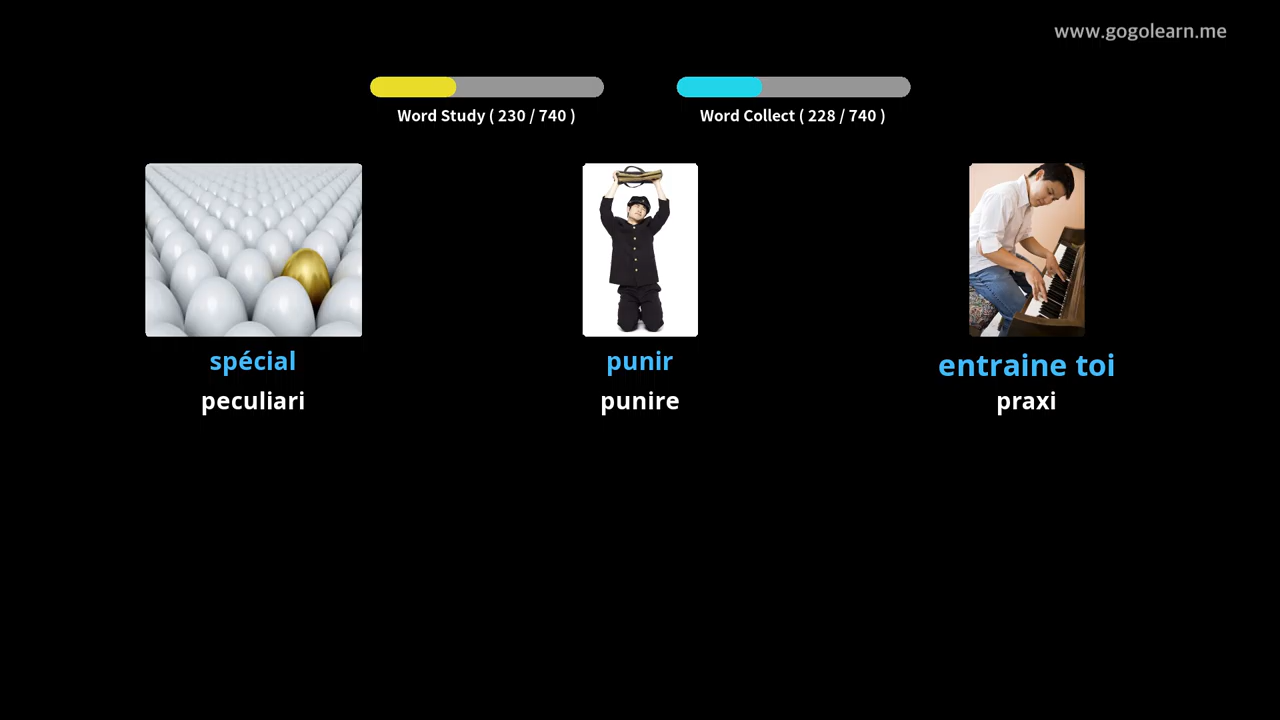 www.gogolearn.me
Word Study ( 230 / 740 )
Word Collect ( 228 / 740 )
spécial
peculiari
punir
punire
entraine toi
praxi